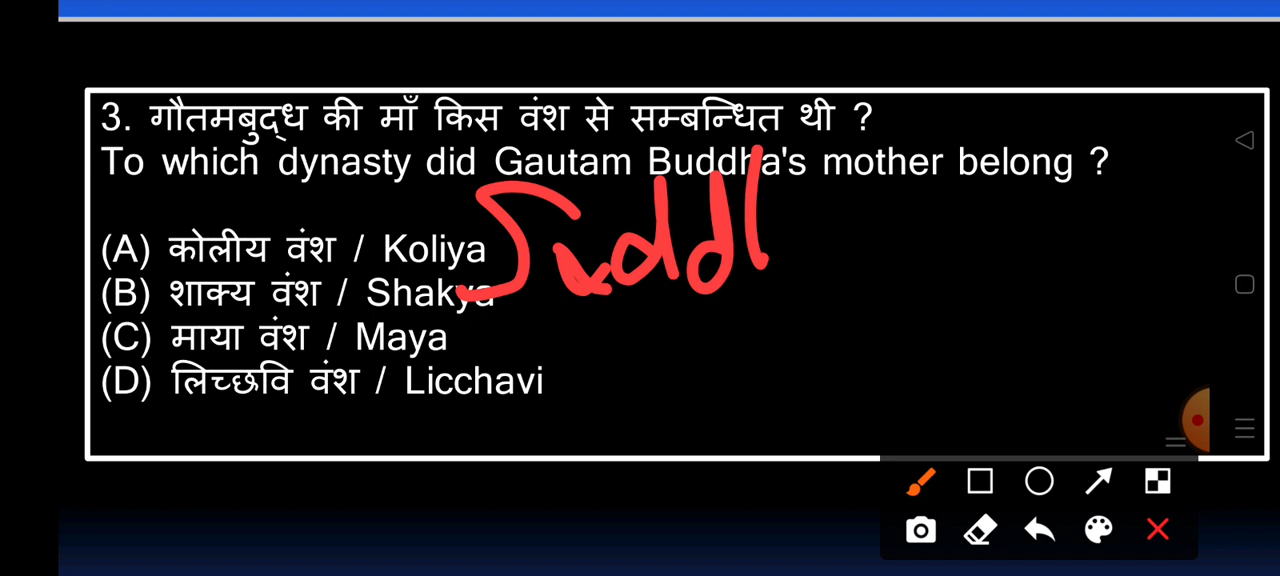 3. गौतमबुद्ध की माँ किस वंश से सम्बन्धित थी ?
To which dynasty did Gautam Buddha's mother belong ?
(A) कोलीय वंश / Koliya
(B) शाक्य वंश / Shakya
(C) माया वंश / Maya
(D) लिच्छवि वंश / Licchavi